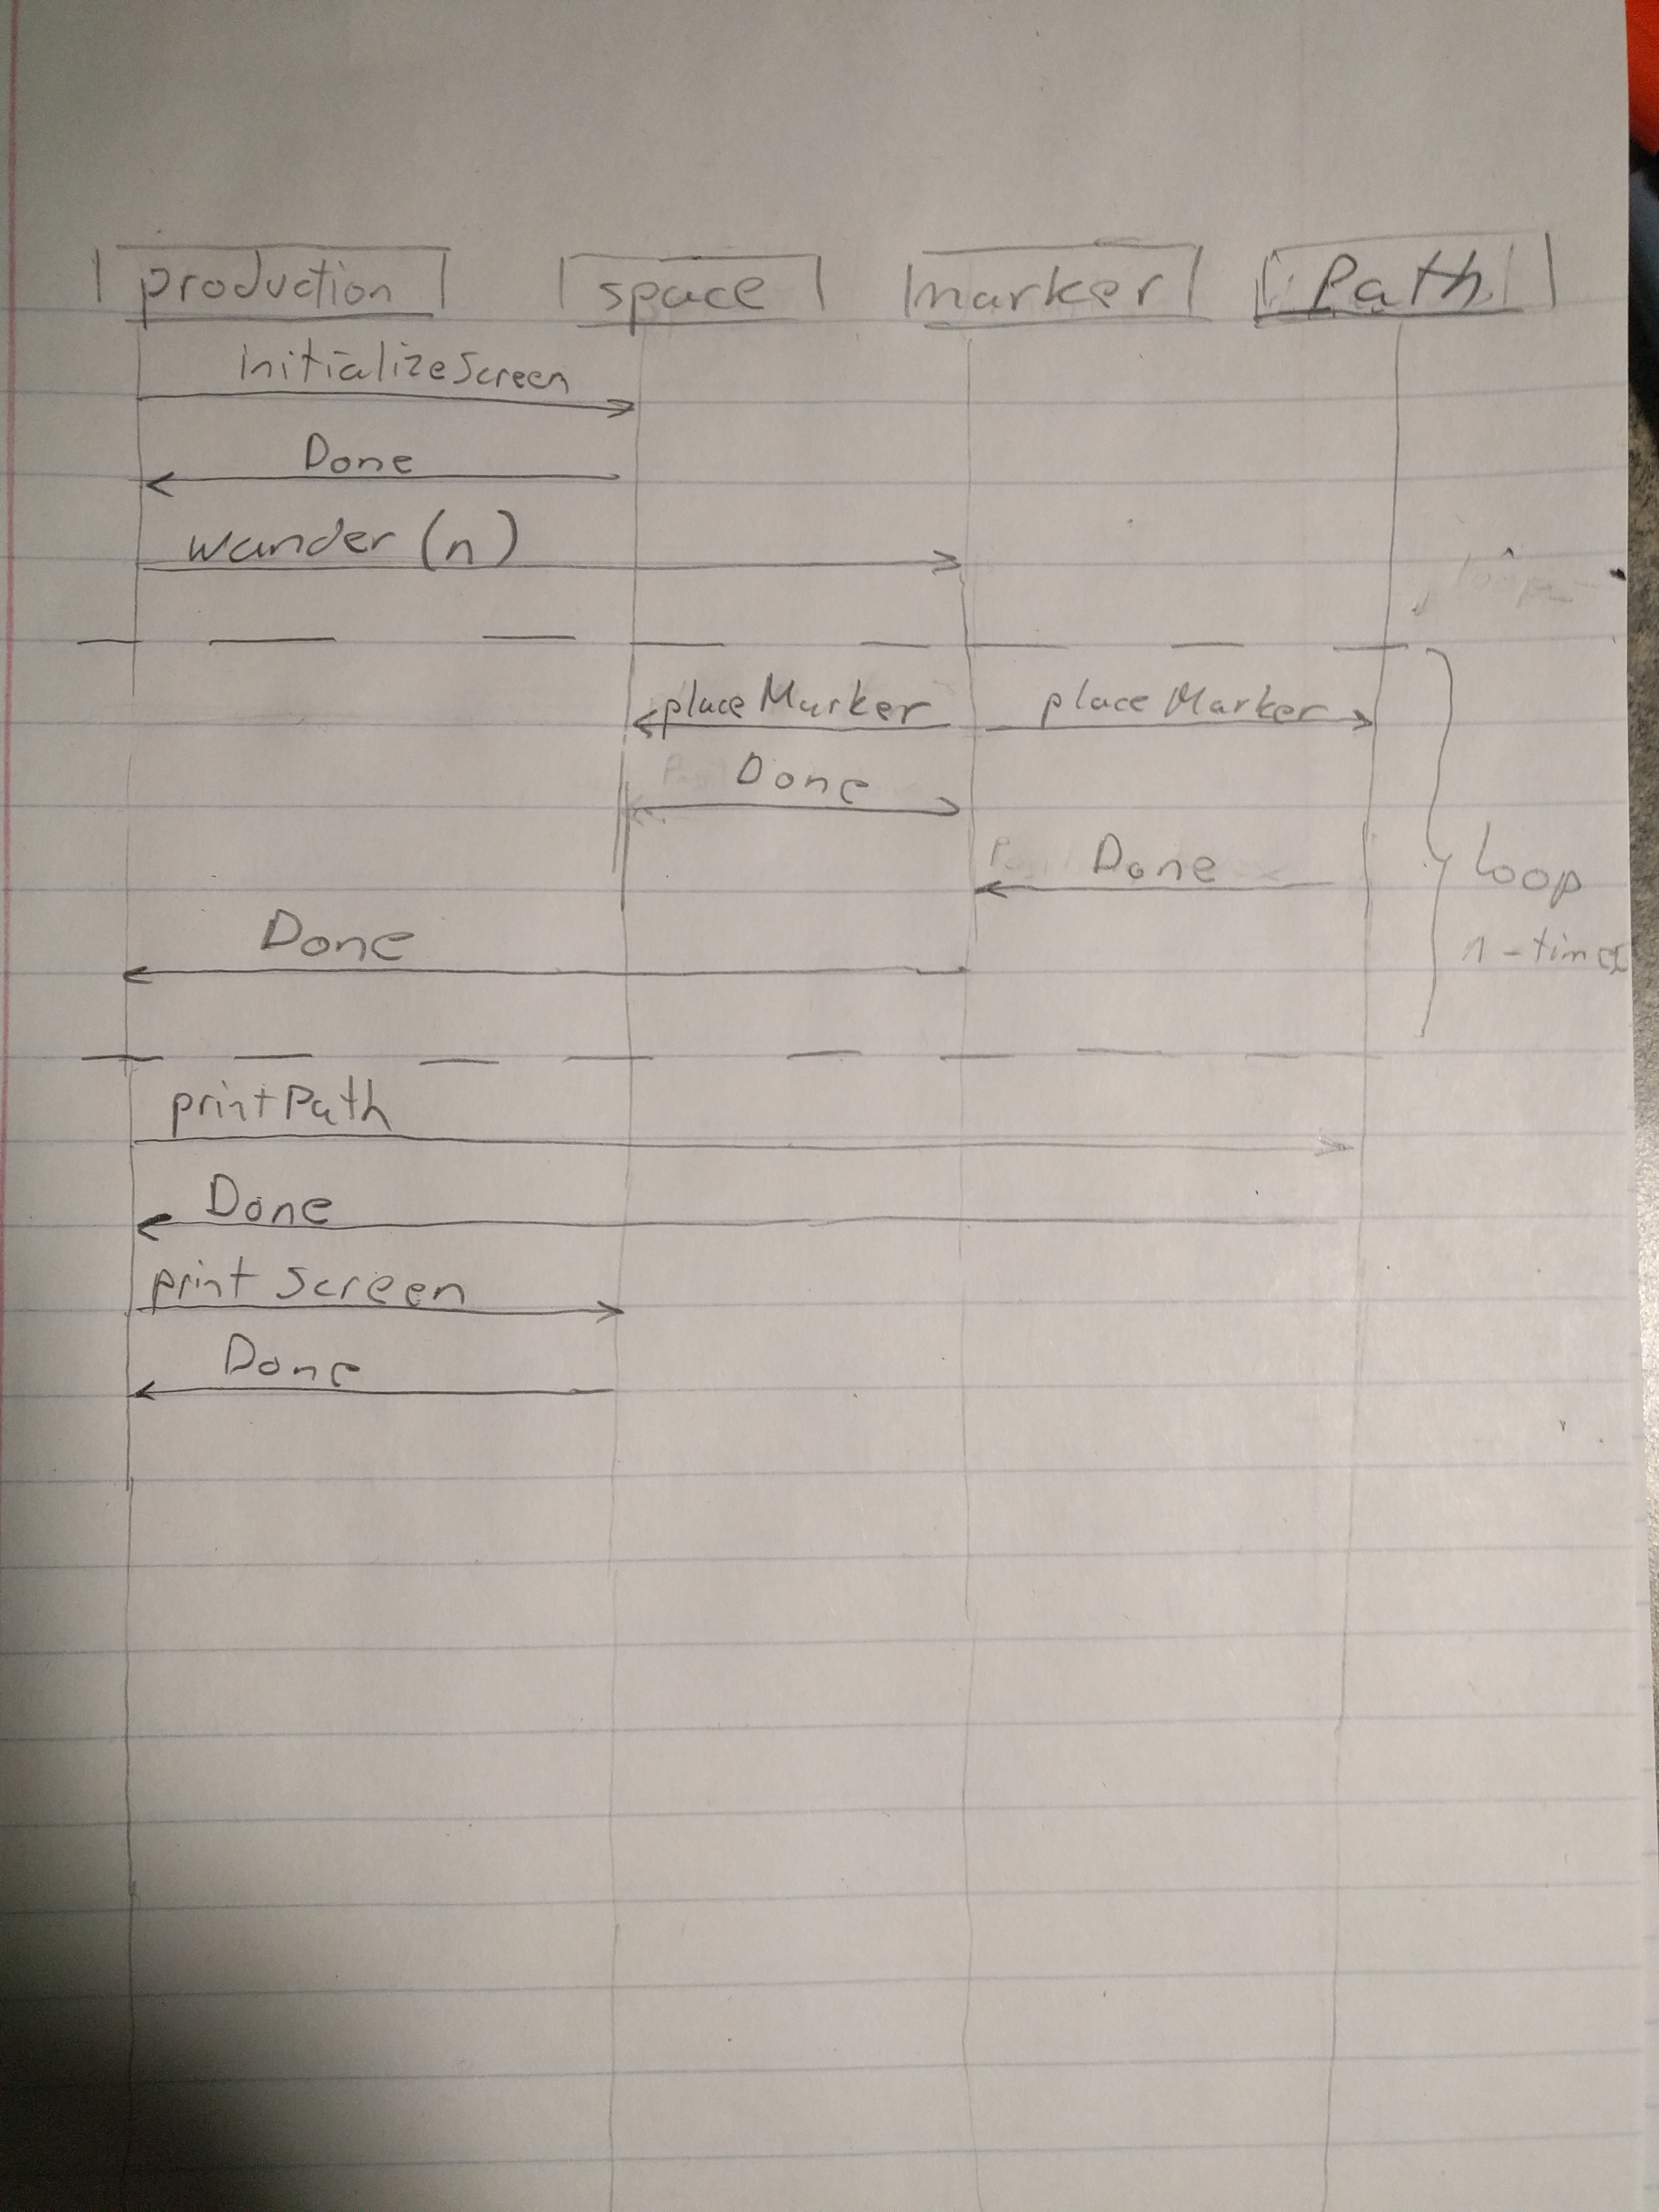 production space marker Path
initializeScreen
Done
wander (n)
placeMarker placeMarker
Done
Done
Loop
n-times
Done
printPath
Done
print Screen
Done